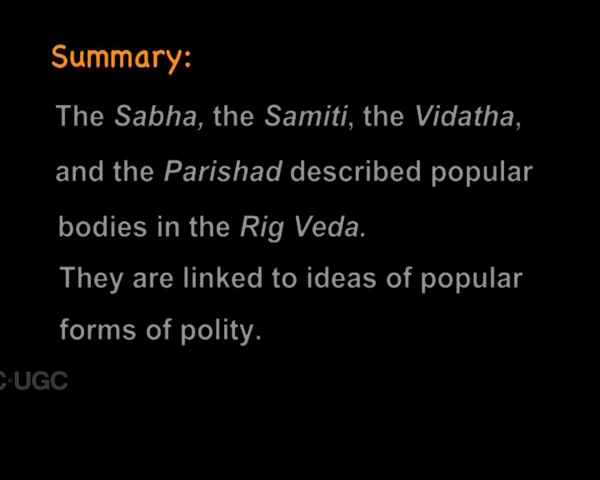 Summary:
The Sabha, the Samiti, the Vidatha,
and the Parishad described popular
bodies in the Rig Veda.
They are linked to ideas of popular
forms of polity.
C-UGC